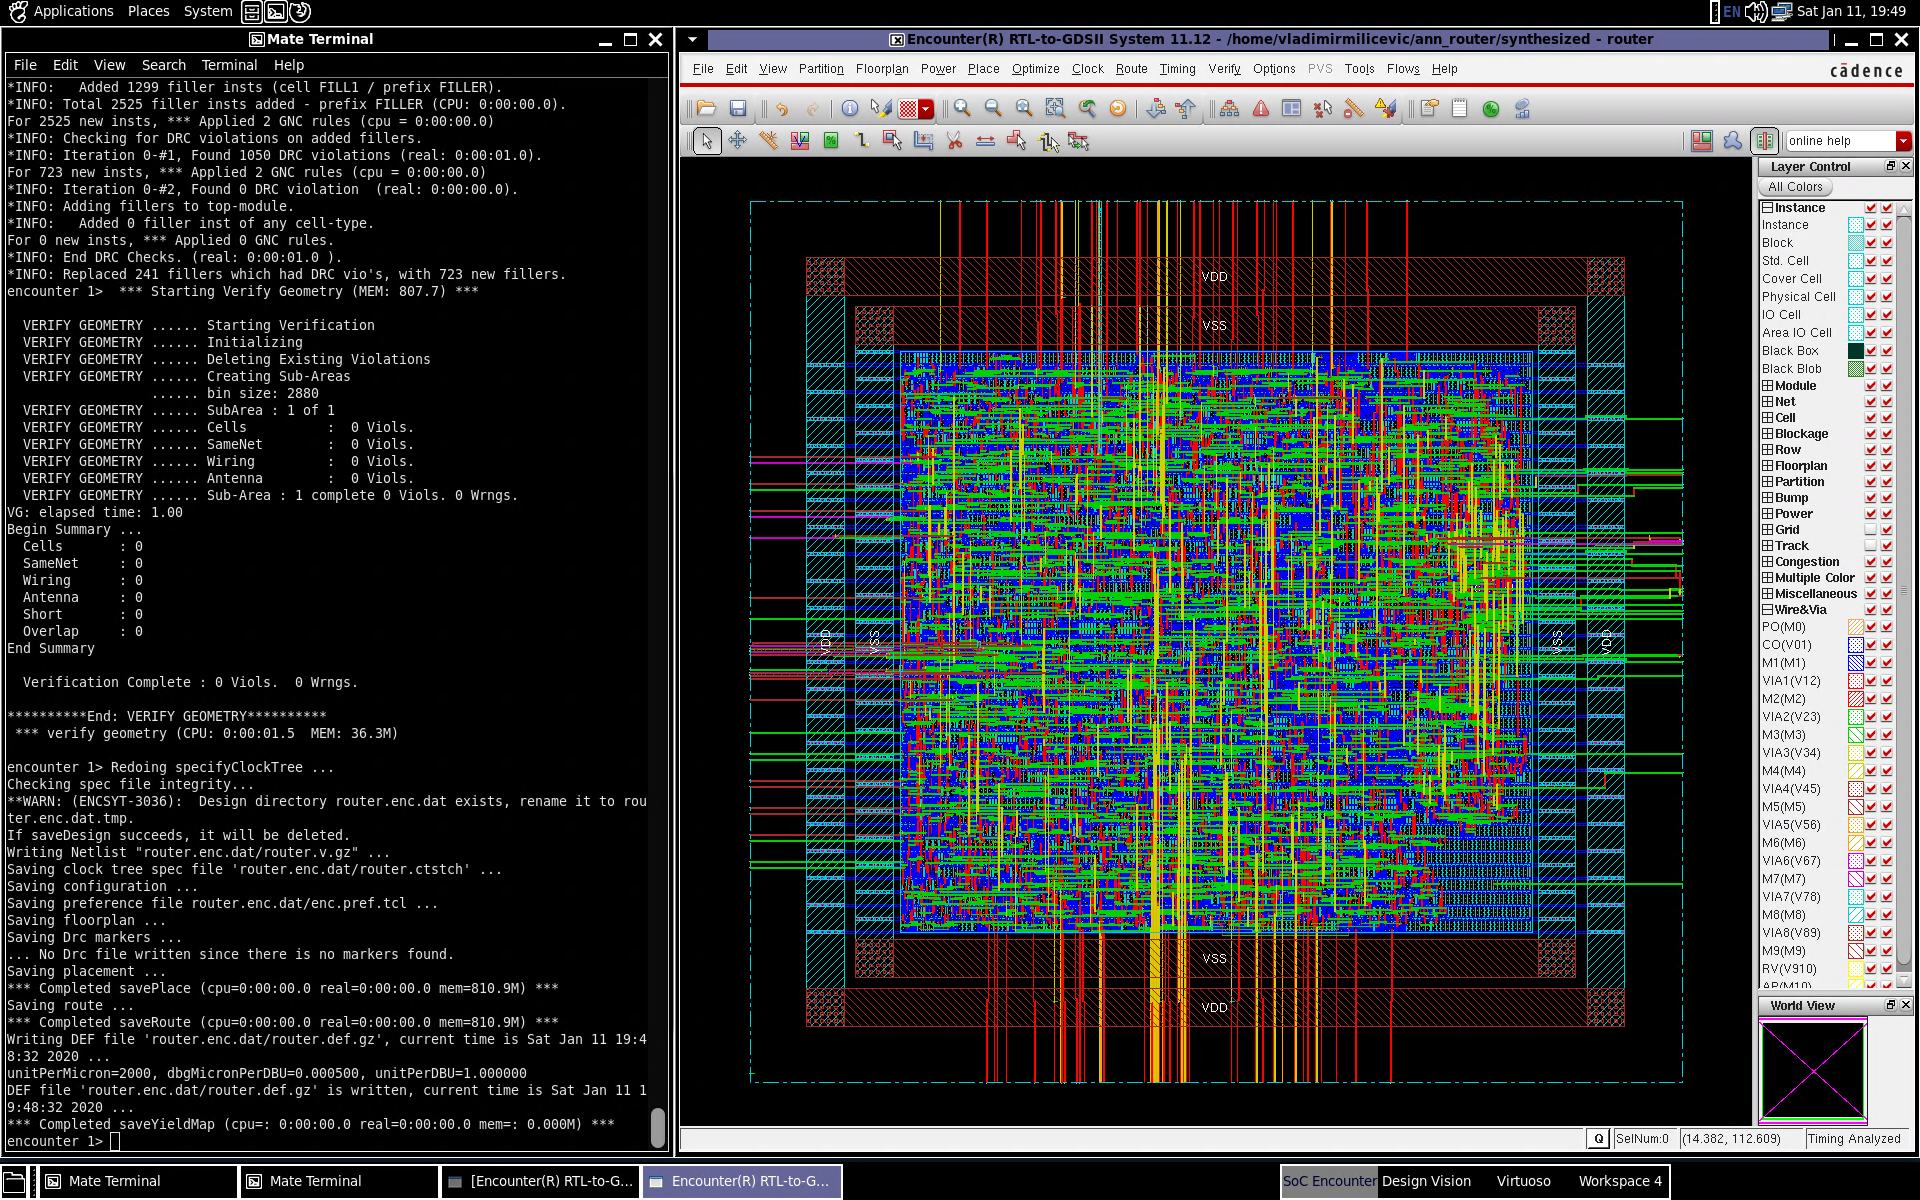 Applications Places System EN Sat Jan 11, 19:49
Mate Terminal
File Edit View Search Terminal Help
*INFO:   Added 1299 filler insts (cell FILL1 / prefix FILLER).
*INFO: Total 2525 filler insts added - prefix FILLER (CPU: 0:00:00.0).
For 2525 new insts, *** Applied 2 GNC rules (cpu = 0:00:00.0)
*INFO: Checking for DRC violations on added fillers.
*INFO: Iteration 0-#1, Found 1050 DRC violations (real: 0:00:01.0).
For 723 new insts, *** Applied 2 GNC rules (cpu = 0:00:00.0)
*INFO: Iteration 0-#2, Found 0 DRC violation  (real: 0:00:00.0).
*INFO: Adding fillers to top-module.
*INFO:   Added 0 filler inst of any cell-type.
For 0 new insts, *** Applied 0 GNC rules.
*INFO: End DRC Checks. (real: 0:00:01.0 ).
*INFO: Replaced 241 fillers which had DRC vio's, with 723 new fillers.
encounter 1>  *** Starting Verify Geometry (MEM: 807.7) ***
VERIFY GEOMETRY ...... Starting Verification
VERIFY GEOMETRY ...... Initializing
VERIFY GEOMETRY ...... Deleting Existing Violations
VERIFY GEOMETRY ...... Creating Sub-Areas
...... bin size: 2880
VERIFY GEOMETRY ...... SubArea : 1 of 1
VERIFY GEOMETRY ...... Cells          :  0 Viols.
VERIFY GEOMETRY ...... SameNet        :  0 Viols.
VERIFY GEOMETRY ...... Wiring         :  0 Viols.
VERIFY GEOMETRY ...... Antenna        :  0 Viols.
VERIFY GEOMETRY ...... Sub-Area : 1 complete 0 Viols. 0 Wrngs.
VG: elapsed time: 1.00
Begin Summary ...
Cells       : 0
SameNet     : 0
Wiring      : 0
Antenna     : 0
Short       : 0
Overlap     : 0
End Summary
Verification Complete : 0 Viols.  0 Wrngs.
**********End: VERIFY GEOMETRY**********
*** verify geometry (CPU: 0:00:01.5  MEM: 36.3M)
encounter 1> Redoing specifyClockTree ...
Checking spec file integrity...
**WARN: (ENCSYT-3036):  Design directory router.enc.dat exists, rename it to rou
ter.enc.dat.tmp.
If saveDesign succeeds, it will be deleted.
Writing Netlist "router.enc.dat/router.v.gz" ...
Saving clock tree spec file 'router.enc.dat/router.ctstch' ...
Saving configuration ...
Saving preference file router.enc.dat/enc.pref.tcl ...
Saving floorplan ...
Saving Drc markers ...
... No Drc file written since there is no markers found.
Saving placement ...
*** Completed savePlace (cpu=0:00:00.0 real=0:00:00.0 mem=810.9M) ***
Saving route ...
*** Completed saveRoute (cpu=0:00:00.0 real=0:00:00.0 mem=810.9M) ***
Writing DEF file 'router.enc.dat/router.def.gz', current time is Sat Jan 11 19:4
8:32 2020 ...
unitPerMicron=2000, dbgMicronPerDBU=0.000500, unitPerDBU=1.000000
DEF file 'router.enc.dat/router.def.gz' is written, current time is Sat Jan 11 1
9:48:32 2020 ...
*** Completed saveYieldMap (cpu=: 0:00:00.0 real=0:00:00.0 mem=: 0.000M) ***
encounter 1>
Encounter(R) RTL-to-GDSII System 11.12 - /home/vladimirmilicevic/ann_router/synthesized - router
File Edit View Partition Floorplan Power Place Optimize Clock Route Timing Verify Options PVS Tools Flows Help
cādence
online help
VDD
VSS
VDD
VSS
VSS
VDD
VSS
VDD
Layer Control
All Colors
Instance
Instance
Block
Std. Cell
Cover Cell
Physical Cell
IO Cell
Area IO Cell
Black Box
Black Blob
Module
Net
Cell
Blockage
Row
Floorplan
Partition
Bump
Power
Grid
Track
Congestion
Multiple Color
Miscellaneous
Wire&Via
PO(M0)
CO(V01)
M1(M1)
VIA1(V12)
M2(M2)
VIA2(V23)
M3(M3)
VIA3(V34)
M4(M4)
VIA4(V45)
M5(M5)
VIA5(V56)
M6(M6)
VIA6(V67)
M7(M7)
VIA7(V78)
M8(M8)
VIA8(V89)
M9(M9)
RV(V910)
AP(M10)
World View
Q SelNum:0 (14.382, 112.609) Timing Analyzed
Mate Terminal Mate Terminal [Encounter(R) RTL-to-G... Encounter(R) RTL-to-G... SoC Encounter Design Vision Virtuoso Workspace 4